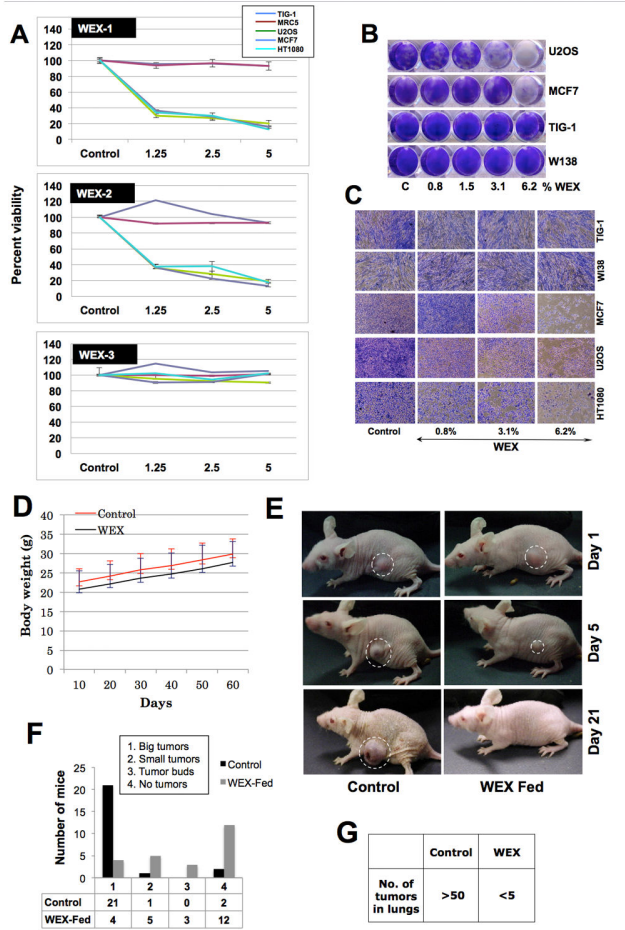 A
WEX-1
TIG-1
MRC5
U2OS
MCF7
HT1080
140
120
100
80
60
40
20
0
Control 1.25 2.5 5
WEX-2
140
120
100
80
60
40
20
0
Control 1.25 2.5 5
WEX-3
140
120
100
80
60
40
20
0
Control 1.25 2.5 5
Percent viability
B
U2OS
MCF7
TIG-1
W138
C 0.8 1.5 3.1 6.2 % WEX
C
TIG-1
WI38
MCF7
U2OS
HT1080
Control 0.8% 3.1% 6.2%
WEX
D
Control
WEX
40
35
30
25
20
15
10
5
0
Body weight (g)
10 20 30 40 50 60
Days
E
Day 1
Day 5
Day 21
Control WEX Fed
F
1. Big tumors
2. Small tumors
3. Tumor buds
4. No tumors
Control
WEX-Fed
25
20
15
10
5
0
Number of mice
1 2 3 4
Control 21 1 0 2
WEX-Fed 4 5 3 12
G
Control WEX
No. of
tumors
in lungs
>50 <5